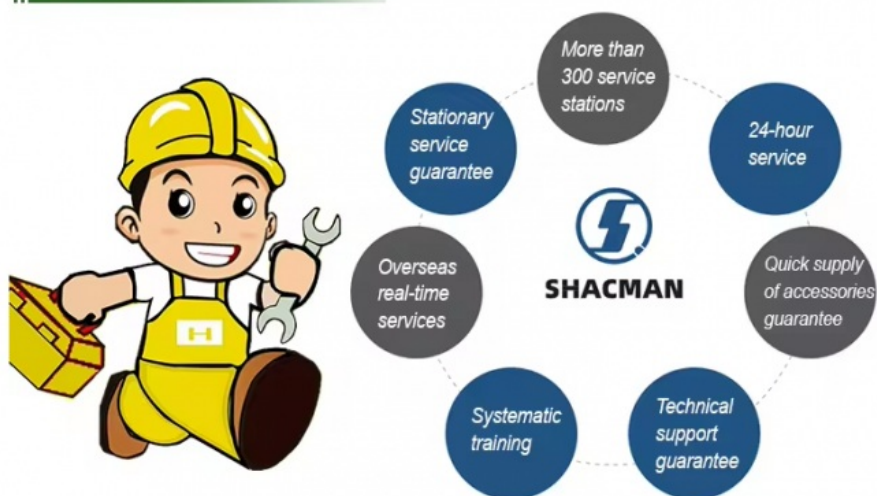 More than
300 service
stations
24-hour
service
Quick supply
of accessories
guarantee
Technical
support
guarantee
Systematic
training
Overseas
real-time
services
Stationary
service
guarantee
SHACMAN
H